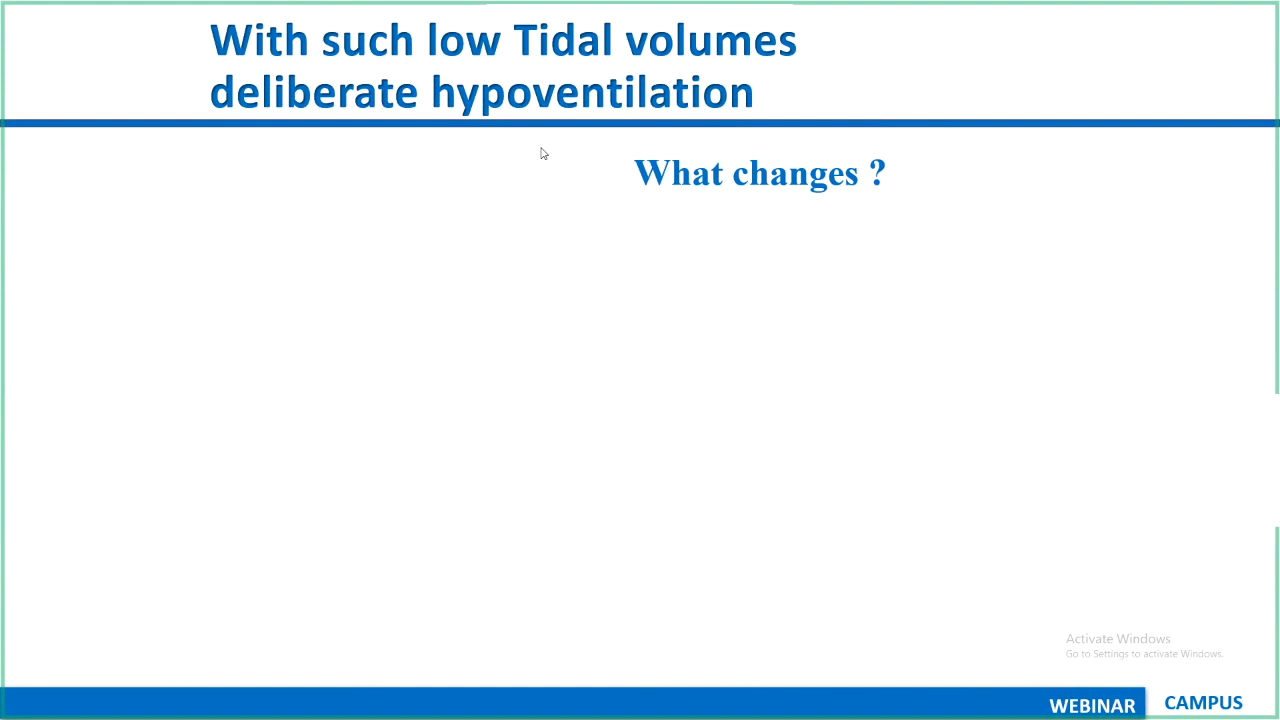 With such low Tidal volumes
deliberate hypoventilation
What changes ?
Activate Windows
Go to Settings to activate Windows.
WEBINAR CAMPUS